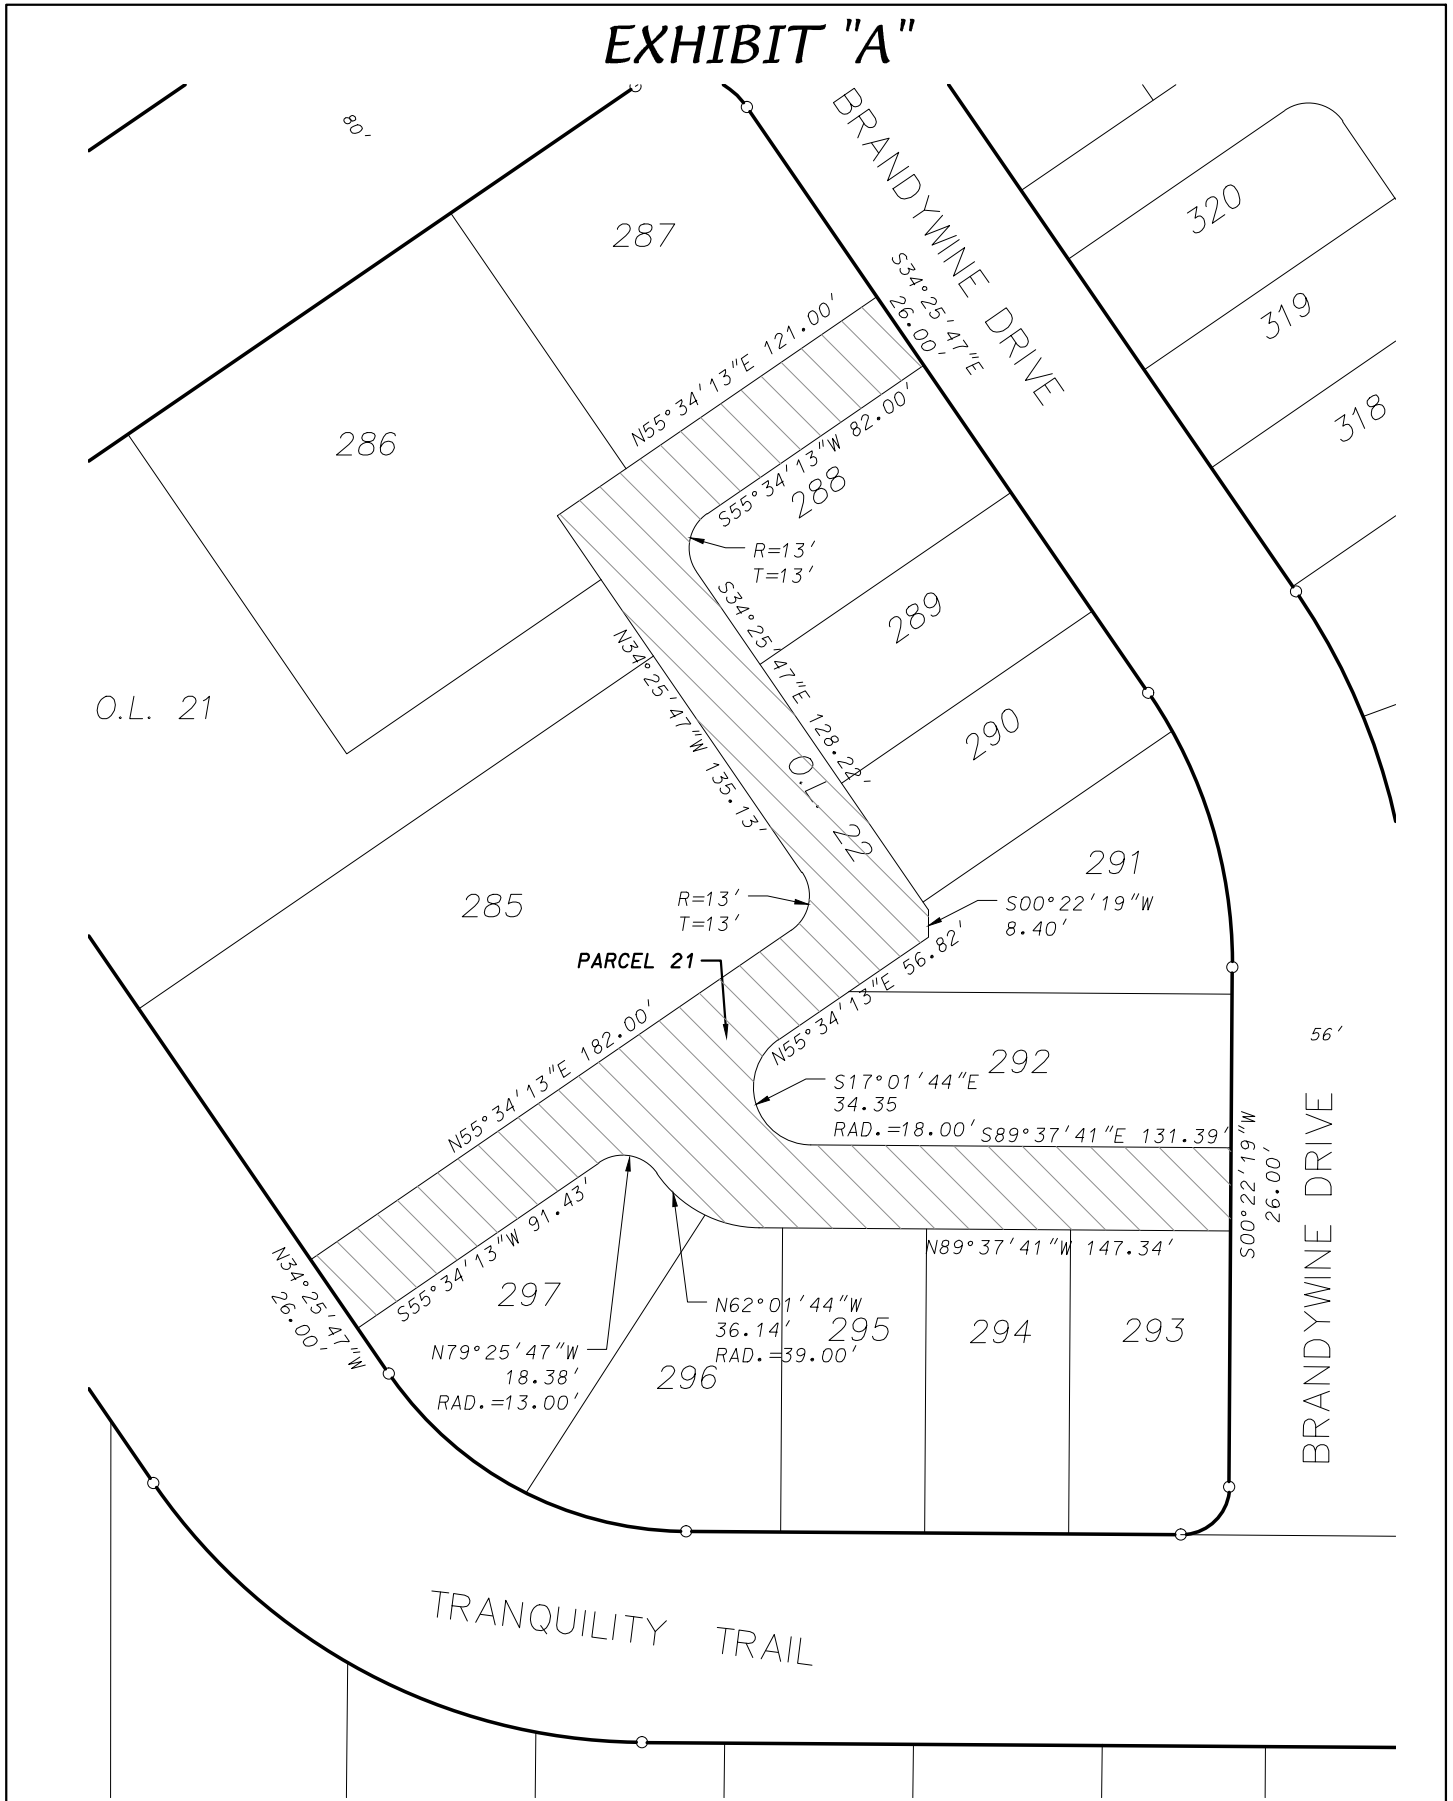 EXHIBIT "A"
80'
BRANDYWINE DRIVE
320
287
S34°25'47"E
26.00'
319
N55°34'13"E 121.00'
318
286
S55°34'13"W 82.00'
288
R=13'
T=13'
S34°25'47"E 128.22'
289
N34°25'47"W 135.13'
O.L. 21
290
O.L. 22
291
285
R=13'
T=13'
S00°22'19"W
8.40'
PARCEL 21
N55°34'13"E 56.82'
N55°34'13"E 182.00'
56'
292
S17°01'44"E
34.35
RAD.=18.00'
S89°37'41"E 131.39'
S00°22'19"W
26.00'
BRANDYWINE DRIVE
S55°34'13"W 91.43'
N89°37'41"W 147.34'
N34°25'47"W
26.00'
297
N62°01'44"W
36.14'
RAD.=39.00'
295
294
293
N79°25'47"W
18.38'
RAD.=13.00'
296
TRANQUILITY TRAIL